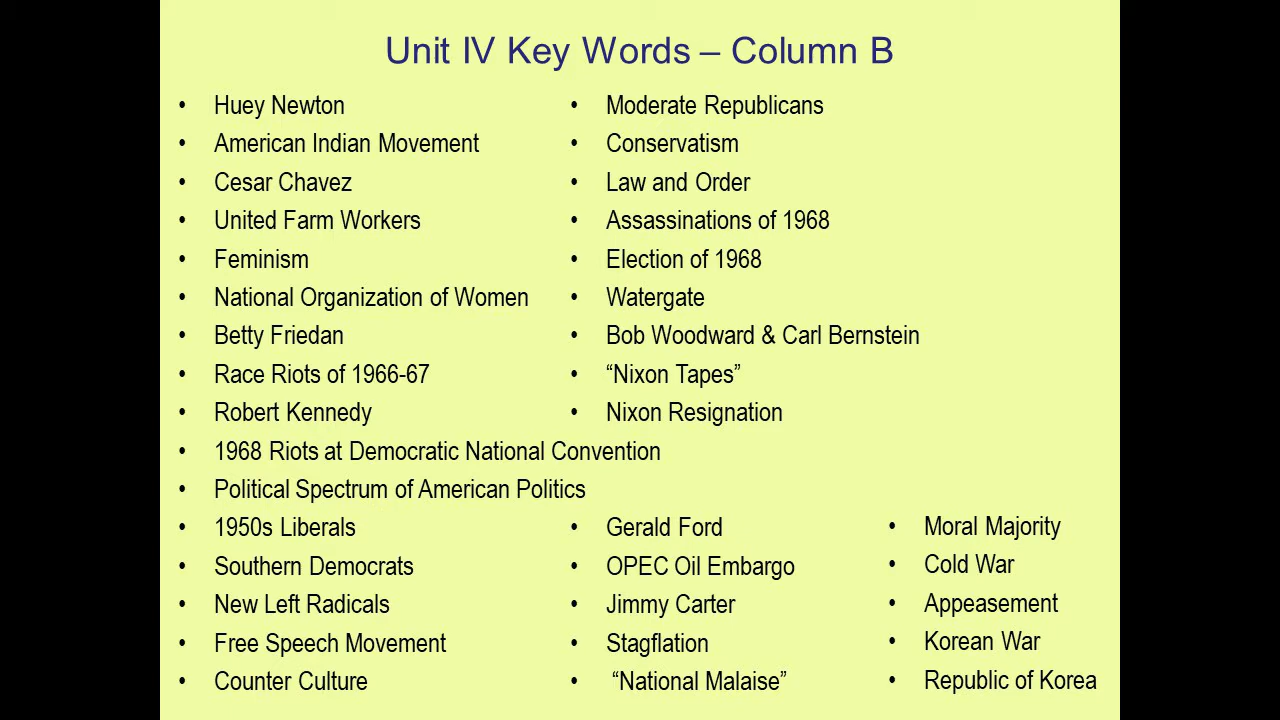 Unit IV Key Words – Column B
• Huey Newton
• American Indian Movement
• Cesar Chavez
• United Farm Workers
• Feminism
• National Organization of Women
• Betty Friedan
• Race Riots of 1966-67
• Robert Kennedy
• 1968 Riots at Democratic National Convention
• Political Spectrum of American Politics
• 1950s Liberals
• Southern Democrats
• New Left Radicals
• Free Speech Movement
• Counter Culture
• Moderate Republicans
• Conservatism
• Law and Order
• Assassinations of 1968
• Election of 1968
• Watergate
• Bob Woodward & Carl Bernstein
• “Nixon Tapes”
• Nixon Resignation
• Gerald Ford
• OPEC Oil Embargo
• Jimmy Carter
• Stagflation
• “National Malaise”
• Moral Majority
• Cold War
• Appeasement
• Korean War
• Republic of Korea